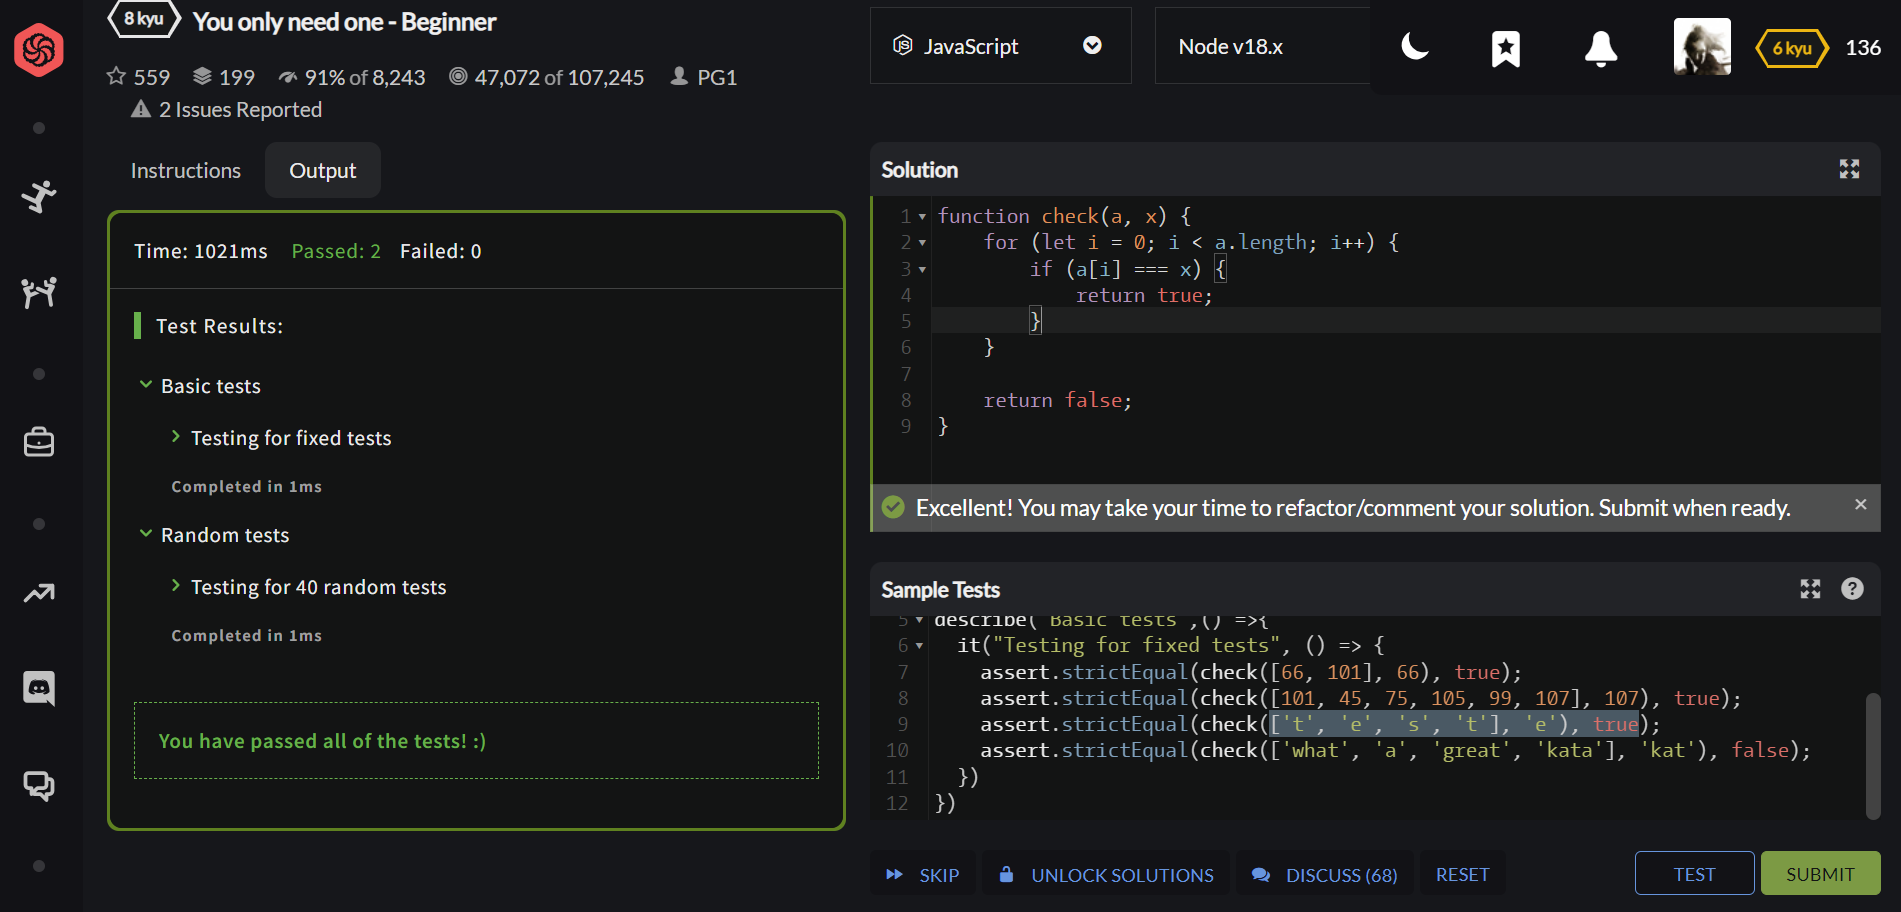 8 kyu
You only need one - Beginner
559 199 91% of 8,243 47,072 of 107,245 PG1
2 Issues Reported
JavaScript
Node v18.x
6 kyu
136
Instructions
Output
Time: 1021ms Passed: 2 Failed: 0
Test Results:
Basic tests
Testing for fixed tests
Completed in 1ms
Random tests
Testing for 40 random tests
Completed in 1ms
You have passed all of the tests! :)
Solution
1 function check(a, x) {
2     for (let i = 0; i < a.length; i++) {
3         if (a[i] === x) {
4             return true;
5         }
6     }
7
8     return false;
9 }
Excellent! You may take your time to refactor/comment your solution. Submit when ready.
Sample Tests
5 describe("Basic tests",() =>{
6   it("Testing for fixed tests", () => {
7     assert.strictEqual(check([66, 101], 66), true);
8     assert.strictEqual(check([101, 45, 75, 105, 99, 107], 107), true);
9     assert.strictEqual(check(['t', 'e', 's', 't'], 'e'), true);
10     assert.strictEqual(check(['what', 'a', 'great', 'kata'], 'kat'), false);
11   })
12 })
SKIP
UNLOCK SOLUTIONS
DISCUSS (68)
RESET
TEST
SUBMIT